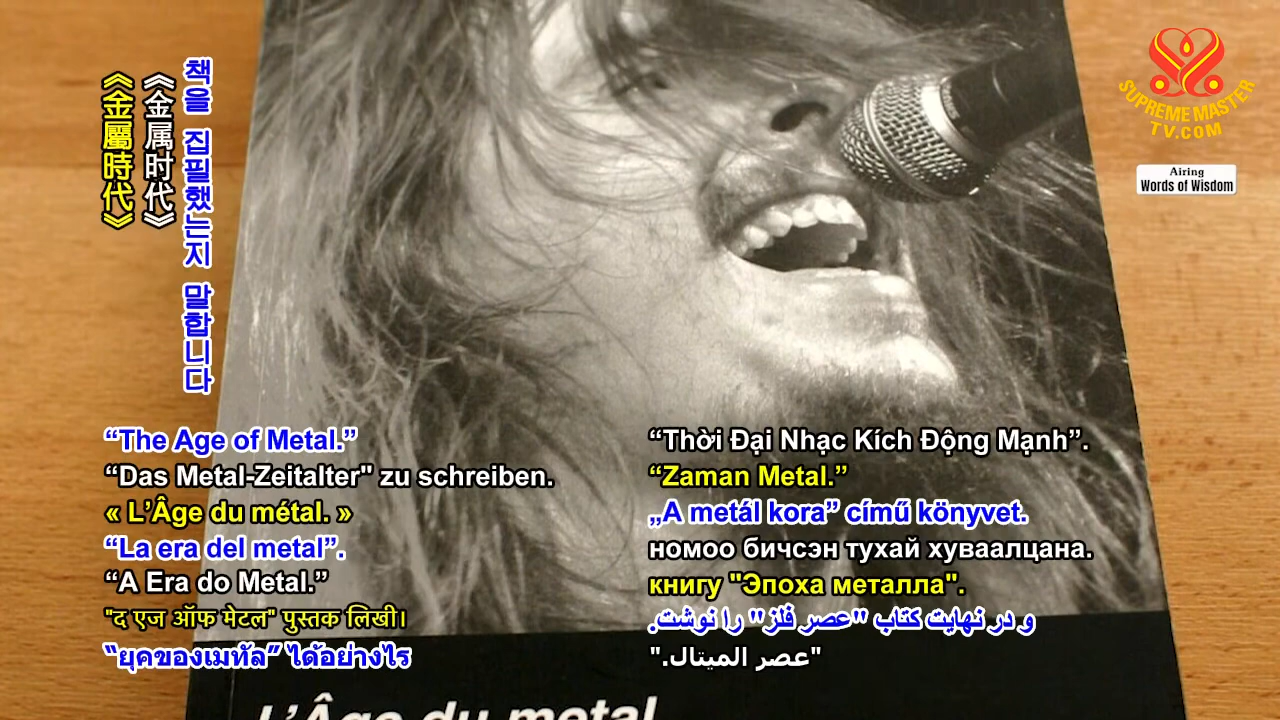 책을 집필했는지 말합니다
《金属时代》
《金屬時代》
SUPREME MASTER
TV.COM
Airing
Words of Wisdom
“The Age of Metal.”
“Das Metal-Zeitalter" zu schreiben.
« L’Âge du métal. »
“La era del metal”.
“A Era do Metal.”
"द एज ऑफ मेटल" पुस्तक लिखी।
“ยุคของเมทัล” ได้อย่างไร
“Thời Đại Nhạc Kích Động Mạnh”.
“Zaman Metal.”
„A metál kora” című könyvet.
номоо бичсэн тухай хуваалцана.
книгу "Эпоха металла".
و در نهایت کتاب "عصر فلز" را نوشت.
"عصر الميتال."
L’Âge du metal